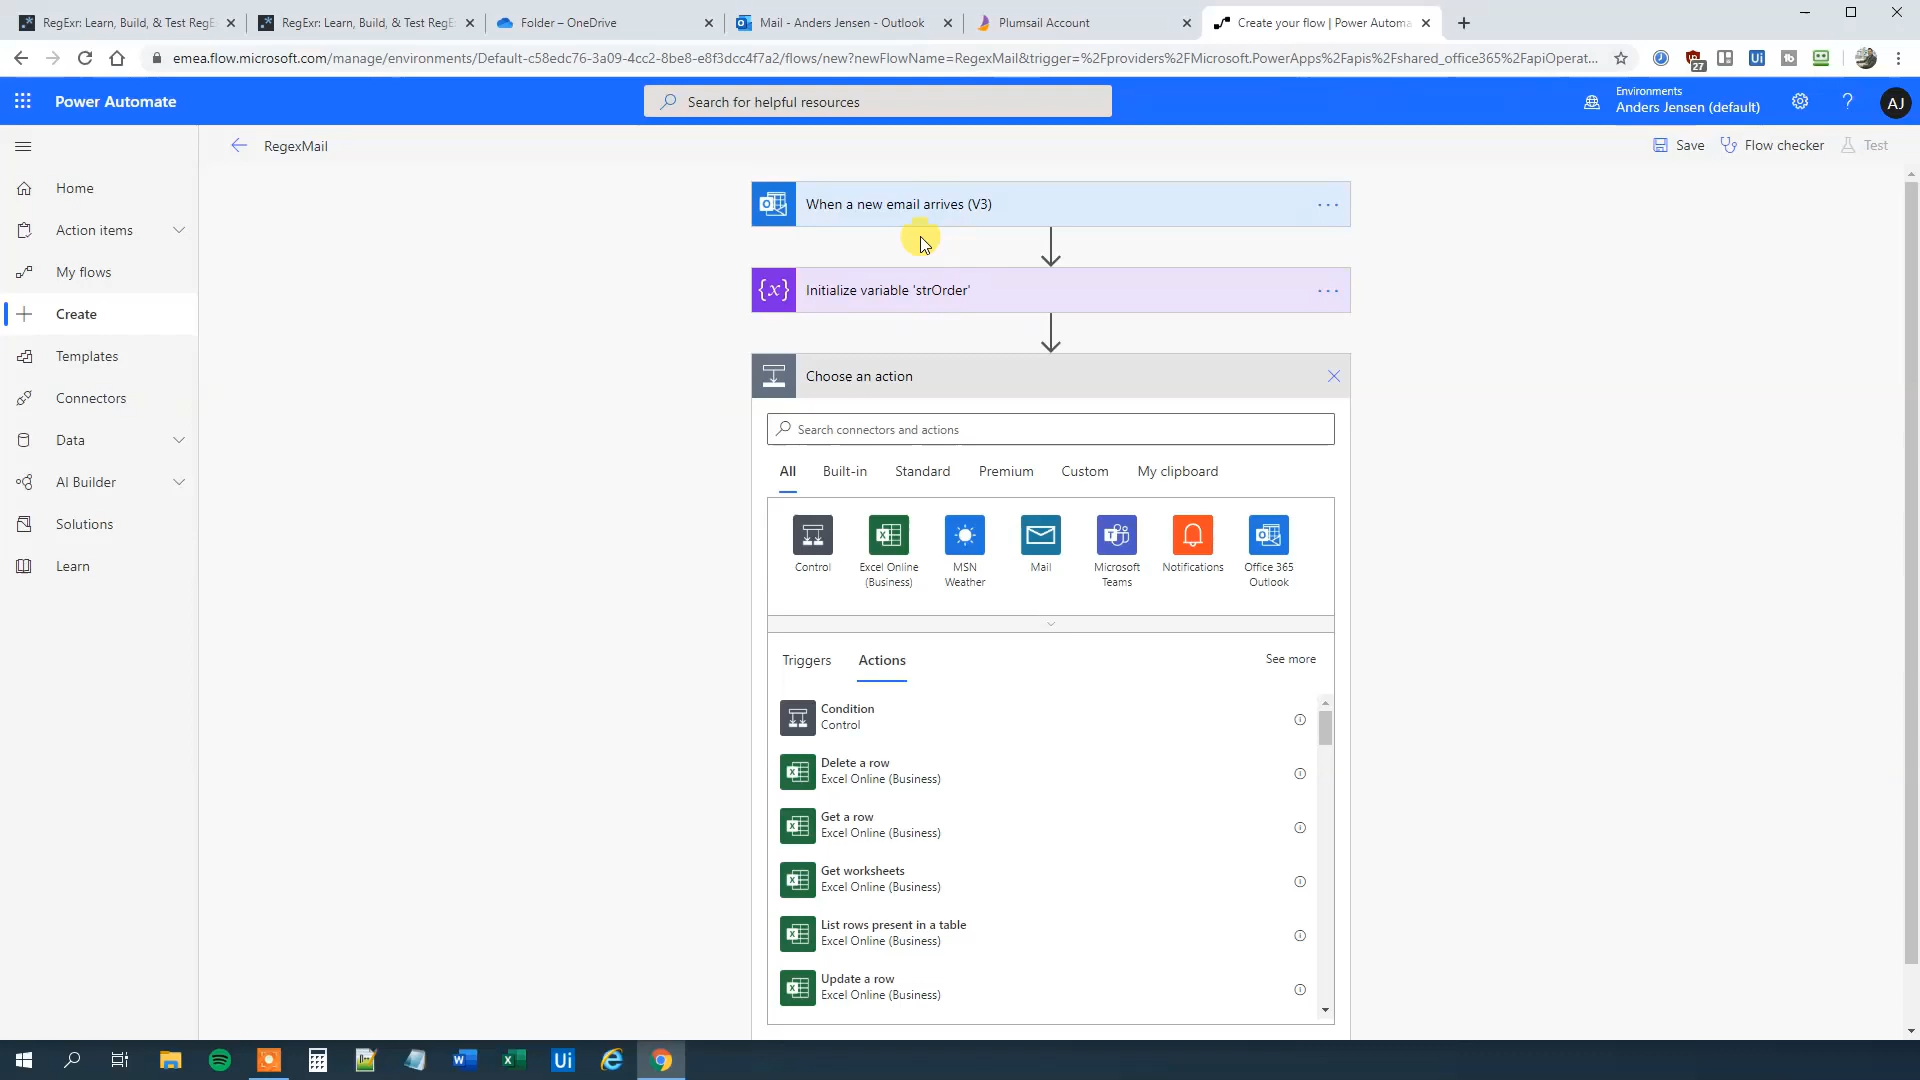 RegExr: Learn, Build, & Test RegE
RegExr: Learn, Build, & Test RegE
Folder – OneDrive
Mail - Anders Jensen - Outlook
Plumsail Account
Create your flow | Power Automa
emea.flow.microsoft.com/manage/environments/Default-c58edc76-3a09-4cc2-8be8-e8f3dcc4f7a2/flows/new?newFlowName=RegexMail&trigger=%2Fproviders%2FMicrosoft.PowerApps%2Fapis%2Fshared_office365%2FapiOperat...
27
Ui
Power Automate
Search for helpful resources
Environments
Anders Jensen (default)
?
AJ
RegexMail
Save
Flow checker
Test
Home
Action items
My flows
Create
Templates
Connectors
Data
AI Builder
Solutions
Learn
When a new email arrives (V3)
{x}
Initialize variable 'strOrder'
Choose an action
Search connectors and actions
All
Built-in
Standard
Premium
Custom
My clipboard
Control
Excel Online
(Business)
MSN
Weather
Mail
Microsoft
Teams
Notifications
Office 365
Outlook
Triggers
Actions
See more
Condition
Control
Delete a row
Excel Online (Business)
Get a row
Excel Online (Business)
Get worksheets
Excel Online (Business)
List rows present in a table
Excel Online (Business)
Update a row
Excel Online (Business)
Ui